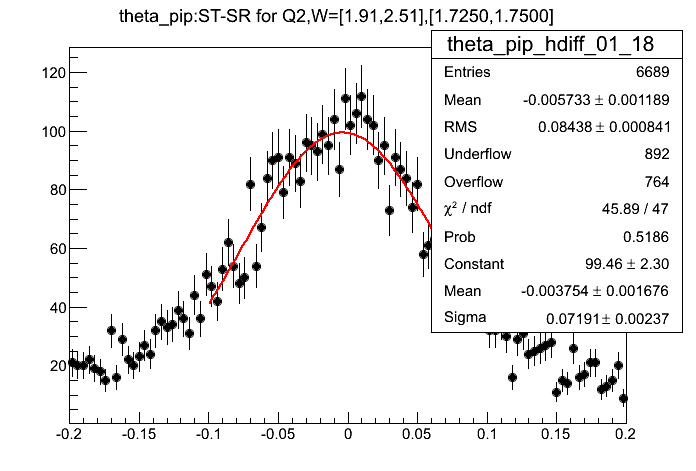 theta_pip:ST-SR for Q2,W=[1.91,2.51],[1.7250,1.7500]
theta_pip_hdiff_01_18
Entries 6689
Mean -0.005733 ± 0.001189
RMS 0.08438 ± 0.000841
Underflow 892
Overflow 764
χ² / ndf 45.89 / 47
Prob 0.5186
Constant 99.46 ± 2.30
Mean -0.003754 ± 0.001676
Sigma 0.07191 ± 0.00237
120
100
80
60
40
20
-0.2 -0.15 -0.1 -0.05 0 0.05 0.1 0.15 0.2